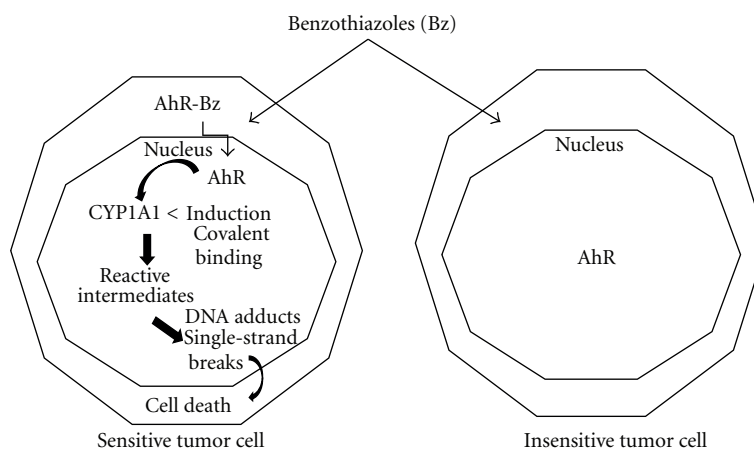 Benzothiazoles (Bz)
AhR-Bz
Nucleus
AhR
CYP1A1 < Induction
Covalent
binding
Reactive
intermediates
DNA adducts
Single-strand
breaks
Cell death
Sensitive tumor cell
Nucleus
AhR
Insensitive tumor cell